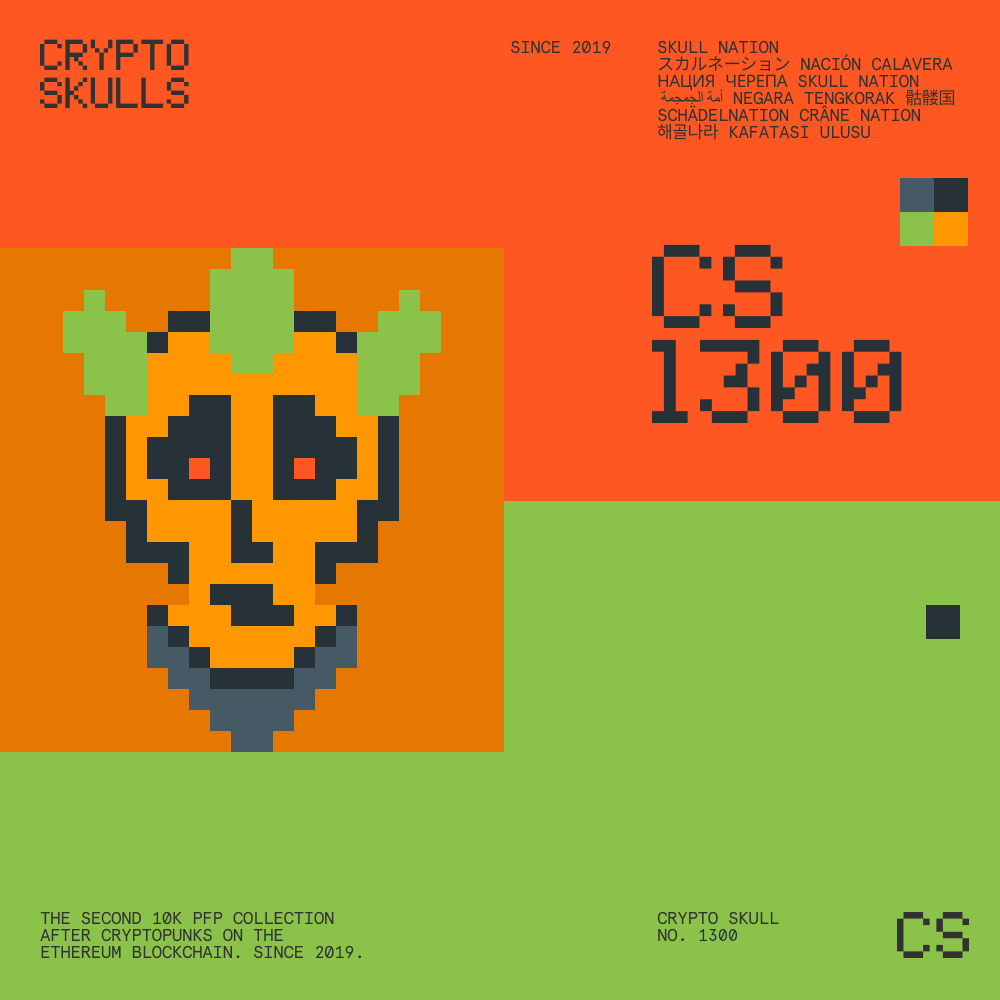 CRYPTO
SKULLS
SINCE 2019
SKULL NATION
スカルネーション NACIÓN CALAVERA
НАЦИЯ ЧЕРЕПА SKULL NATION
أمة الجمجمة NEGARA TENGKORAK 骷髅国
SCHÄDELNATION CRÂNE NATION
해골나라 KAFATASI ULUSU
CS
1300
THE SECOND 10K PFP COLLECTION
AFTER CRYPTOPUNKS ON THE
ETHEREUM BLOCKCHAIN. SINCE 2019.
CRYPTO SKULL
NO. 1300
CS